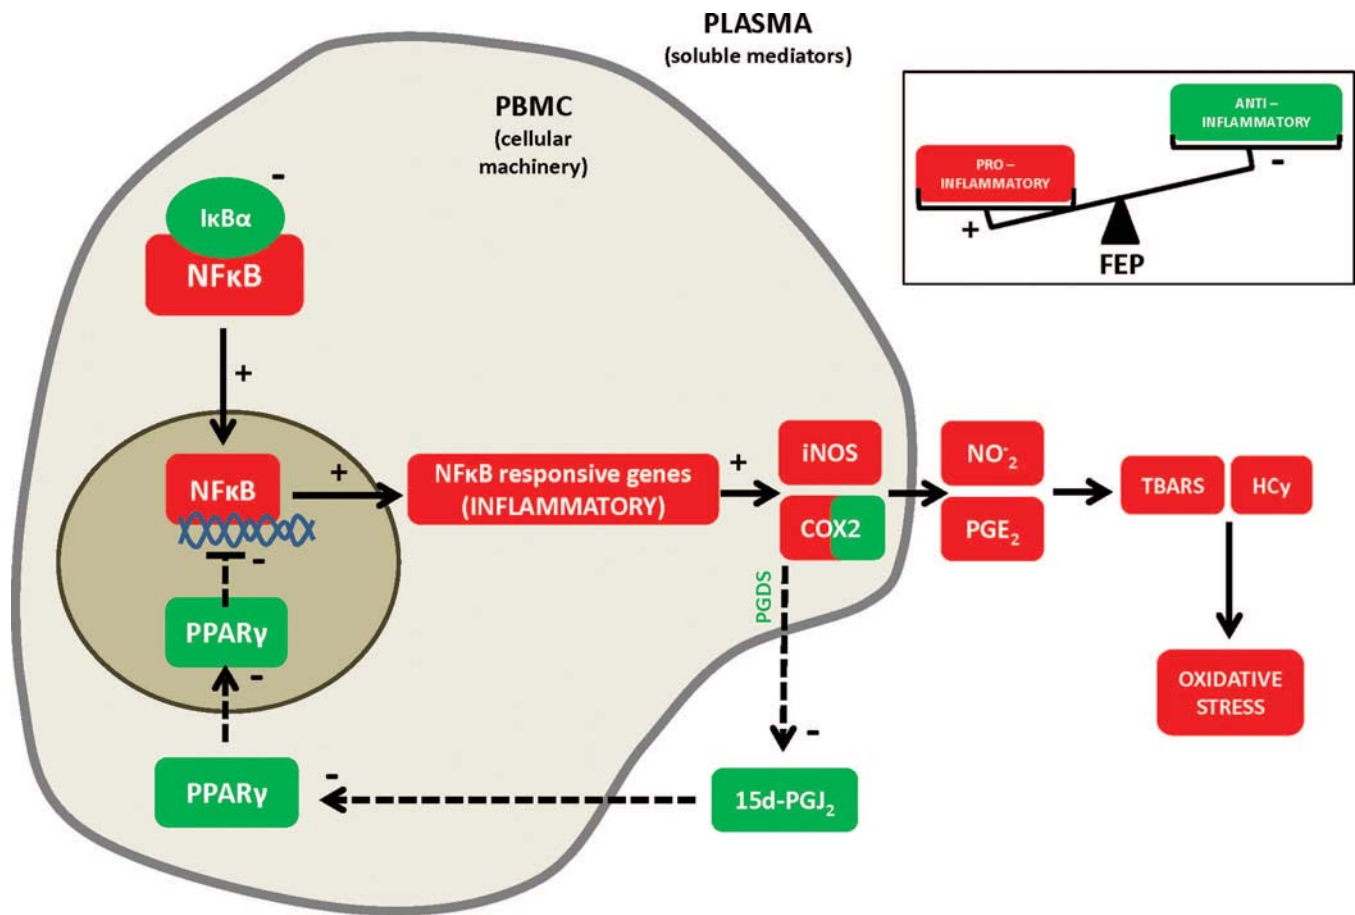 PLASMA
(soluble mediators)
PBMC
(cellular
machinery)
ANTI –
INFLAMMATORY
-
PRO –
INFLAMMATORY
+
FEP
-
IκBα
NFκB
+
NFκB
+
NFκB responsive genes
(INFLAMMATORY)
+
iNOS
COX2
NO⁻₂
PGE₂
TBARS
HCy
OXIDATIVE
STRESS
-
PPARγ
-
PGDS
-
15d-PGJ₂
-
PPARγ